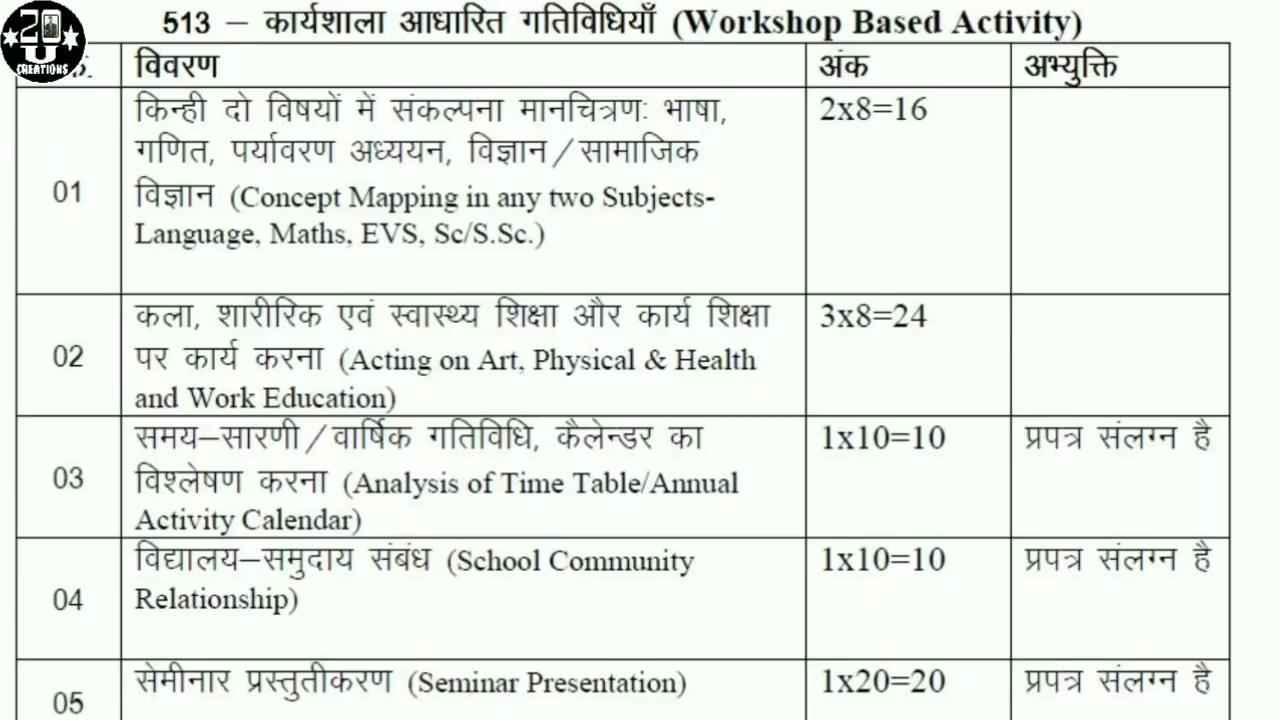 513 – कार्यशाला आधारित गतिविधियाँ (Workshop Based Activity)
20
U
CREATIONS
विवरण
अंक
अभ्युक्ति
01
किन्ही दो विषयों में संकल्पना मानचित्रणः भाषा,
गणित, पर्यावरण अध्ययन, विज्ञान/सामाजिक
विज्ञान (Concept Mapping in any two Subjects-
Language, Maths, EVS, Sc/S.Sc.)
2x8=16
02
कला, शारीरिक एवं स्वास्थ्य शिक्षा और कार्य शिक्षा
पर कार्य करना (Acting on Art, Physical & Health
and Work Education)
3x8=24
03
समय–सारणी/वार्षिक गतिविधि, कैलेन्डर का
विश्लेषण करना (Analysis of Time Table/Annual
Activity Calendar)
1x10=10
प्रपत्र संलग्न है
04
विद्यालय–समुदाय संबंध (School Community
Relationship)
1x10=10
प्रपत्र संलग्न है
05
सेमीनार प्रस्तुतीकरण (Seminar Presentation)
1x20=20
प्रपत्र संलग्न है